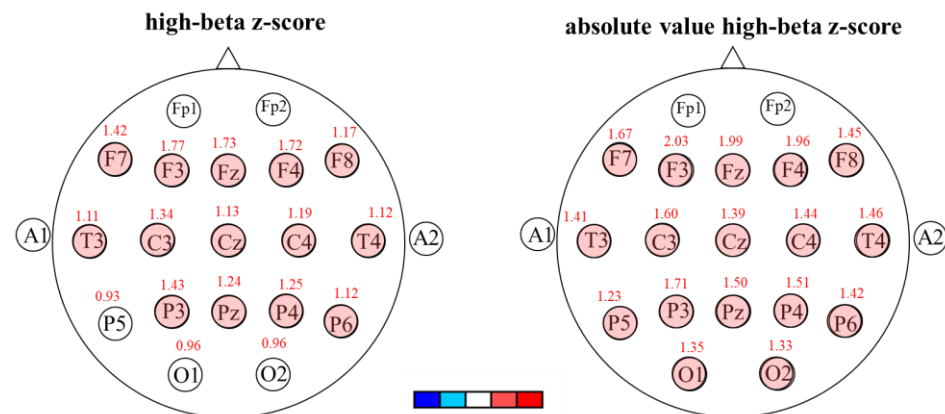 high-beta z-score
Fp1 Fp2
1.42 1.77 1.73 1.72 1.17
F7 F3 Fz F4 F8
1.11 1.34 1.13 1.19 1.12
A1 T3 C3 Cz C4 T4 A2
0.93 1.43 1.24 1.25 1.12
P5 P3 Pz P4 P6
0.96 0.96
O1 O2
absolute value high-beta z-score
Fp1 Fp2
1.67 2.03 1.99 1.96 1.45
F7 F3 Fz F4 F8
1.41 1.60 1.39 1.44 1.46
A1 T3 C3 Cz C4 T4 A2
1.23 1.71 1.50 1.51 1.42
P5 P3 Pz P4 P6
1.35 1.33
O1 O2